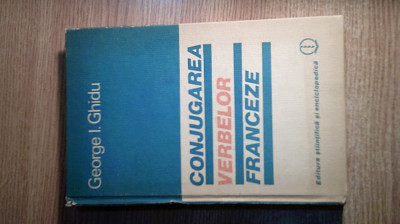 George I. Ghidu
CONJUGAREA
VERBELOR
FRANCEZE
Editura științifică și enciclopedică